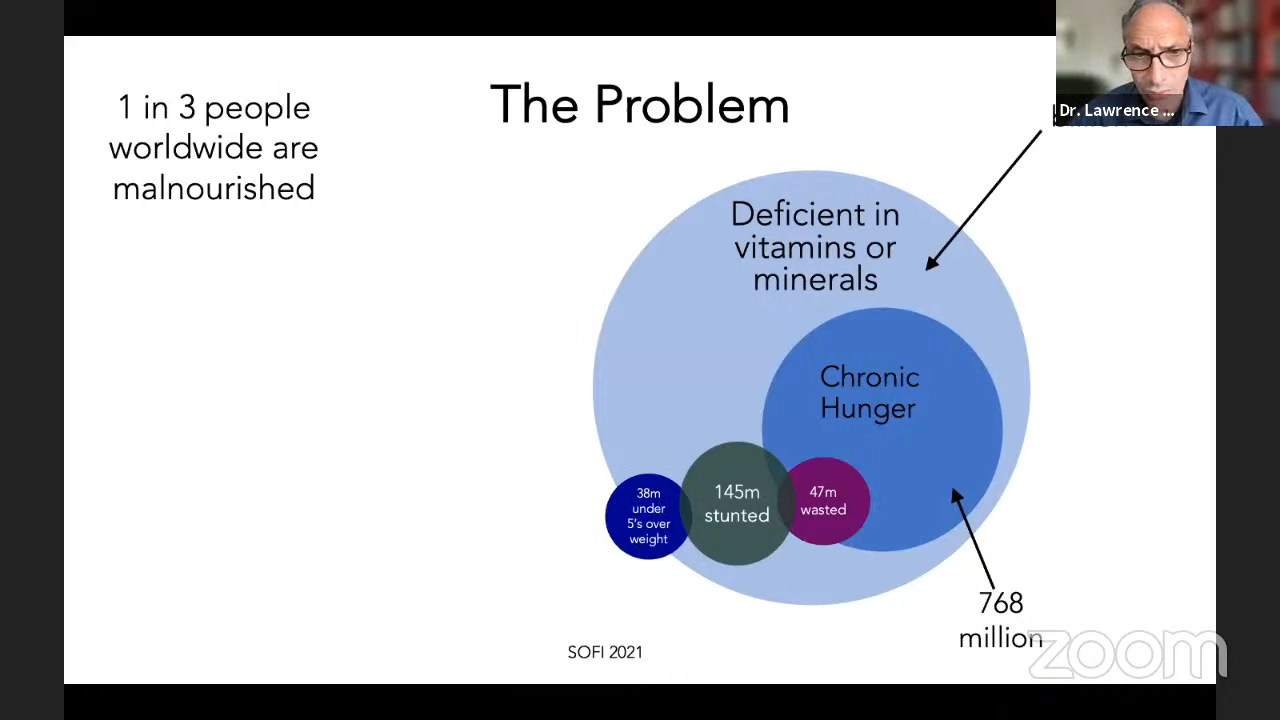 1 in 3 people
worldwide are
malnourished
The Problem
Dr. Lawrence ...
Deficient in
vitamins or
minerals
Chronic
Hunger
38m
under
5's over
weight
145m
stunted
47m
wasted
768
million
SOFI 2021
zoom